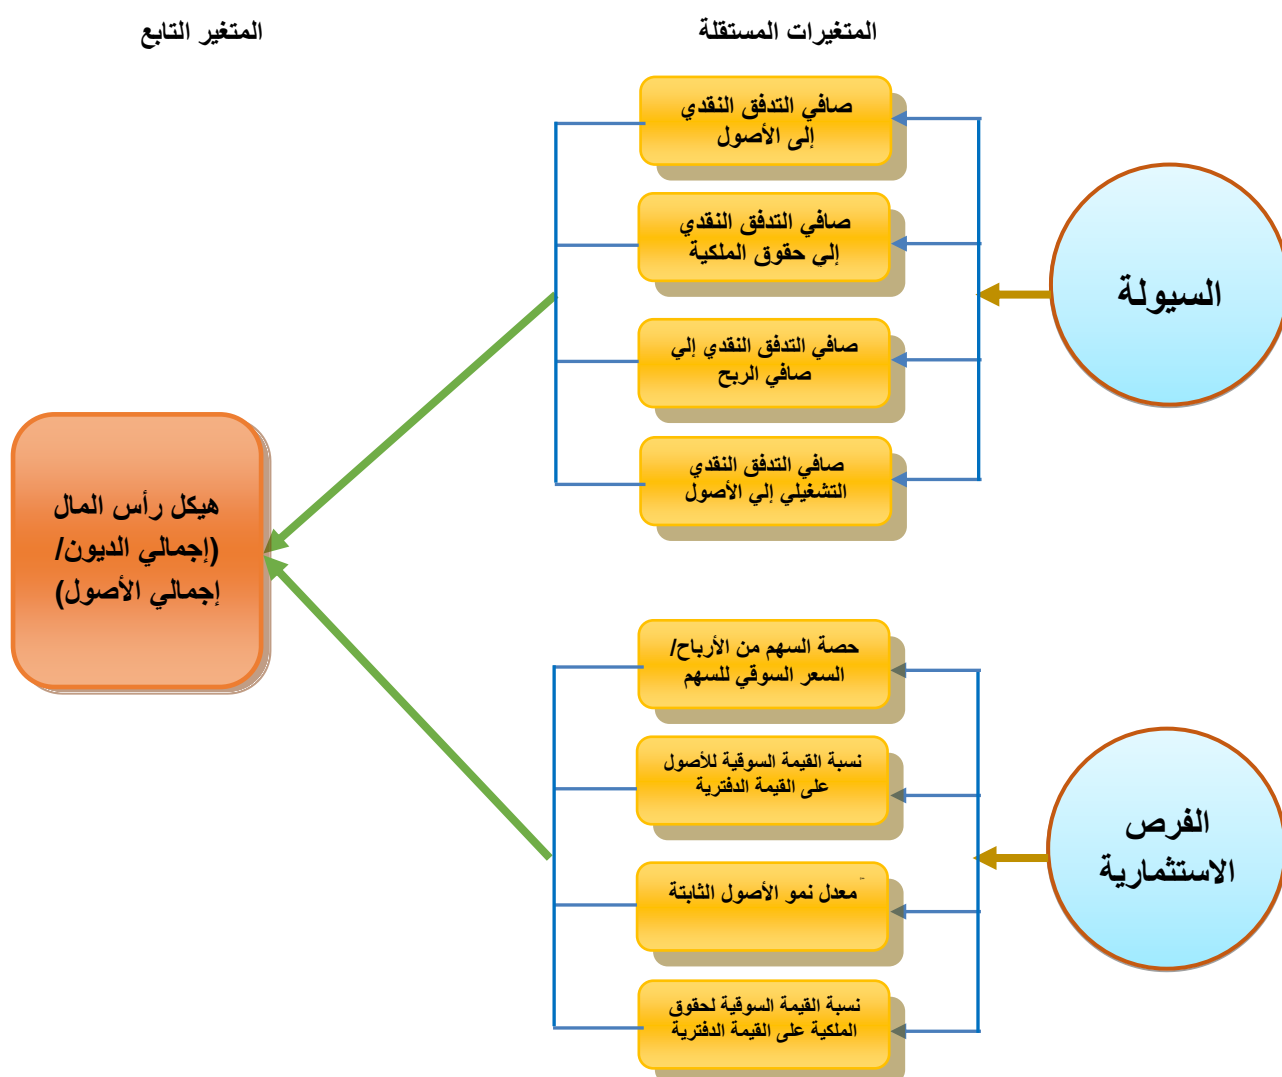 المتغيرات المستقلة
المتغير التابع
السيولة
صافي التدفق النقدي
إلى الأصول
صافي التدفق النقدي
إلي حقوق الملكية
صافي التدفق النقدي إلي
صافي الربح
صافي التدفق النقدي
التشغيلي إلي الأصول
هيكل رأس المال
(إجمالي الديون/
إجمالي الأصول)
الفرص
الاستثمارية
حصة السهم من الأرباح/
السعر السوقي للسهم
نسبة القيمة السوقية للأصول
على القيمة الدفترية
معدل نمو الأصول الثابتة
نسبة القيمة السوقية لحقوق
الملكية على القيمة الدفترية